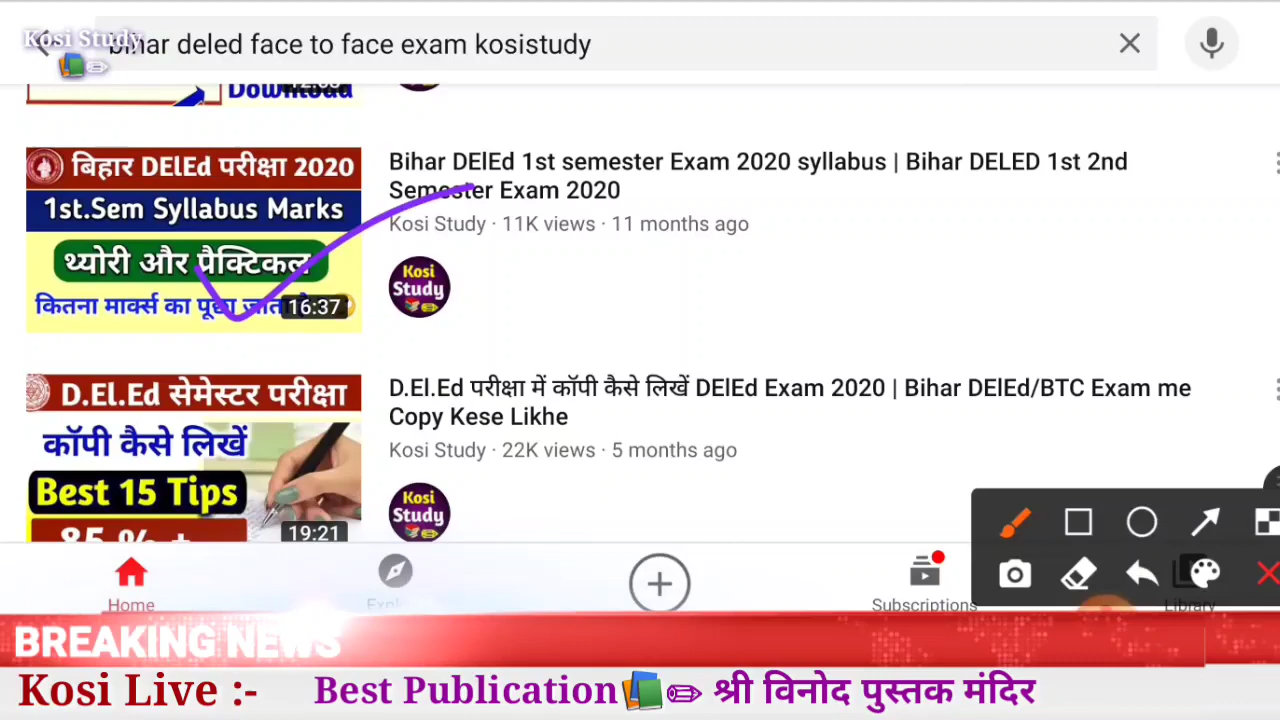 Kosi Study
bihar deled face to face exam kosistudy
Download
बिहार DElEd परीक्षा 2020
1st.Sem Syllabus Marks
थ्योरी और प्रैक्टिकल
कितना मार्क्स का पूछा जाता
16:37
Bihar DElEd 1st semester Exam 2020 syllabus | Bihar DELED 1st 2nd
Semester Exam 2020
Kosi Study · 11K views · 11 months ago
Kosi
Study
D.El.Ed सेमेस्टर परीक्षा
कॉपी कैसे लिखें
Best 15 Tips
85 % +
19:21
D.El.Ed परीक्षा में कॉपी कैसे लिखें DElEd Exam 2020 | Bihar DElEd/BTC Exam me
Copy Kese Likhe
Kosi Study · 22K views · 5 months ago
Kosi
Study
Home
Subscriptions
Library
BREAKING NEWS
Kosi Live :- Best Publication📚✏ श्री विनोद पुस्तक मंदिर